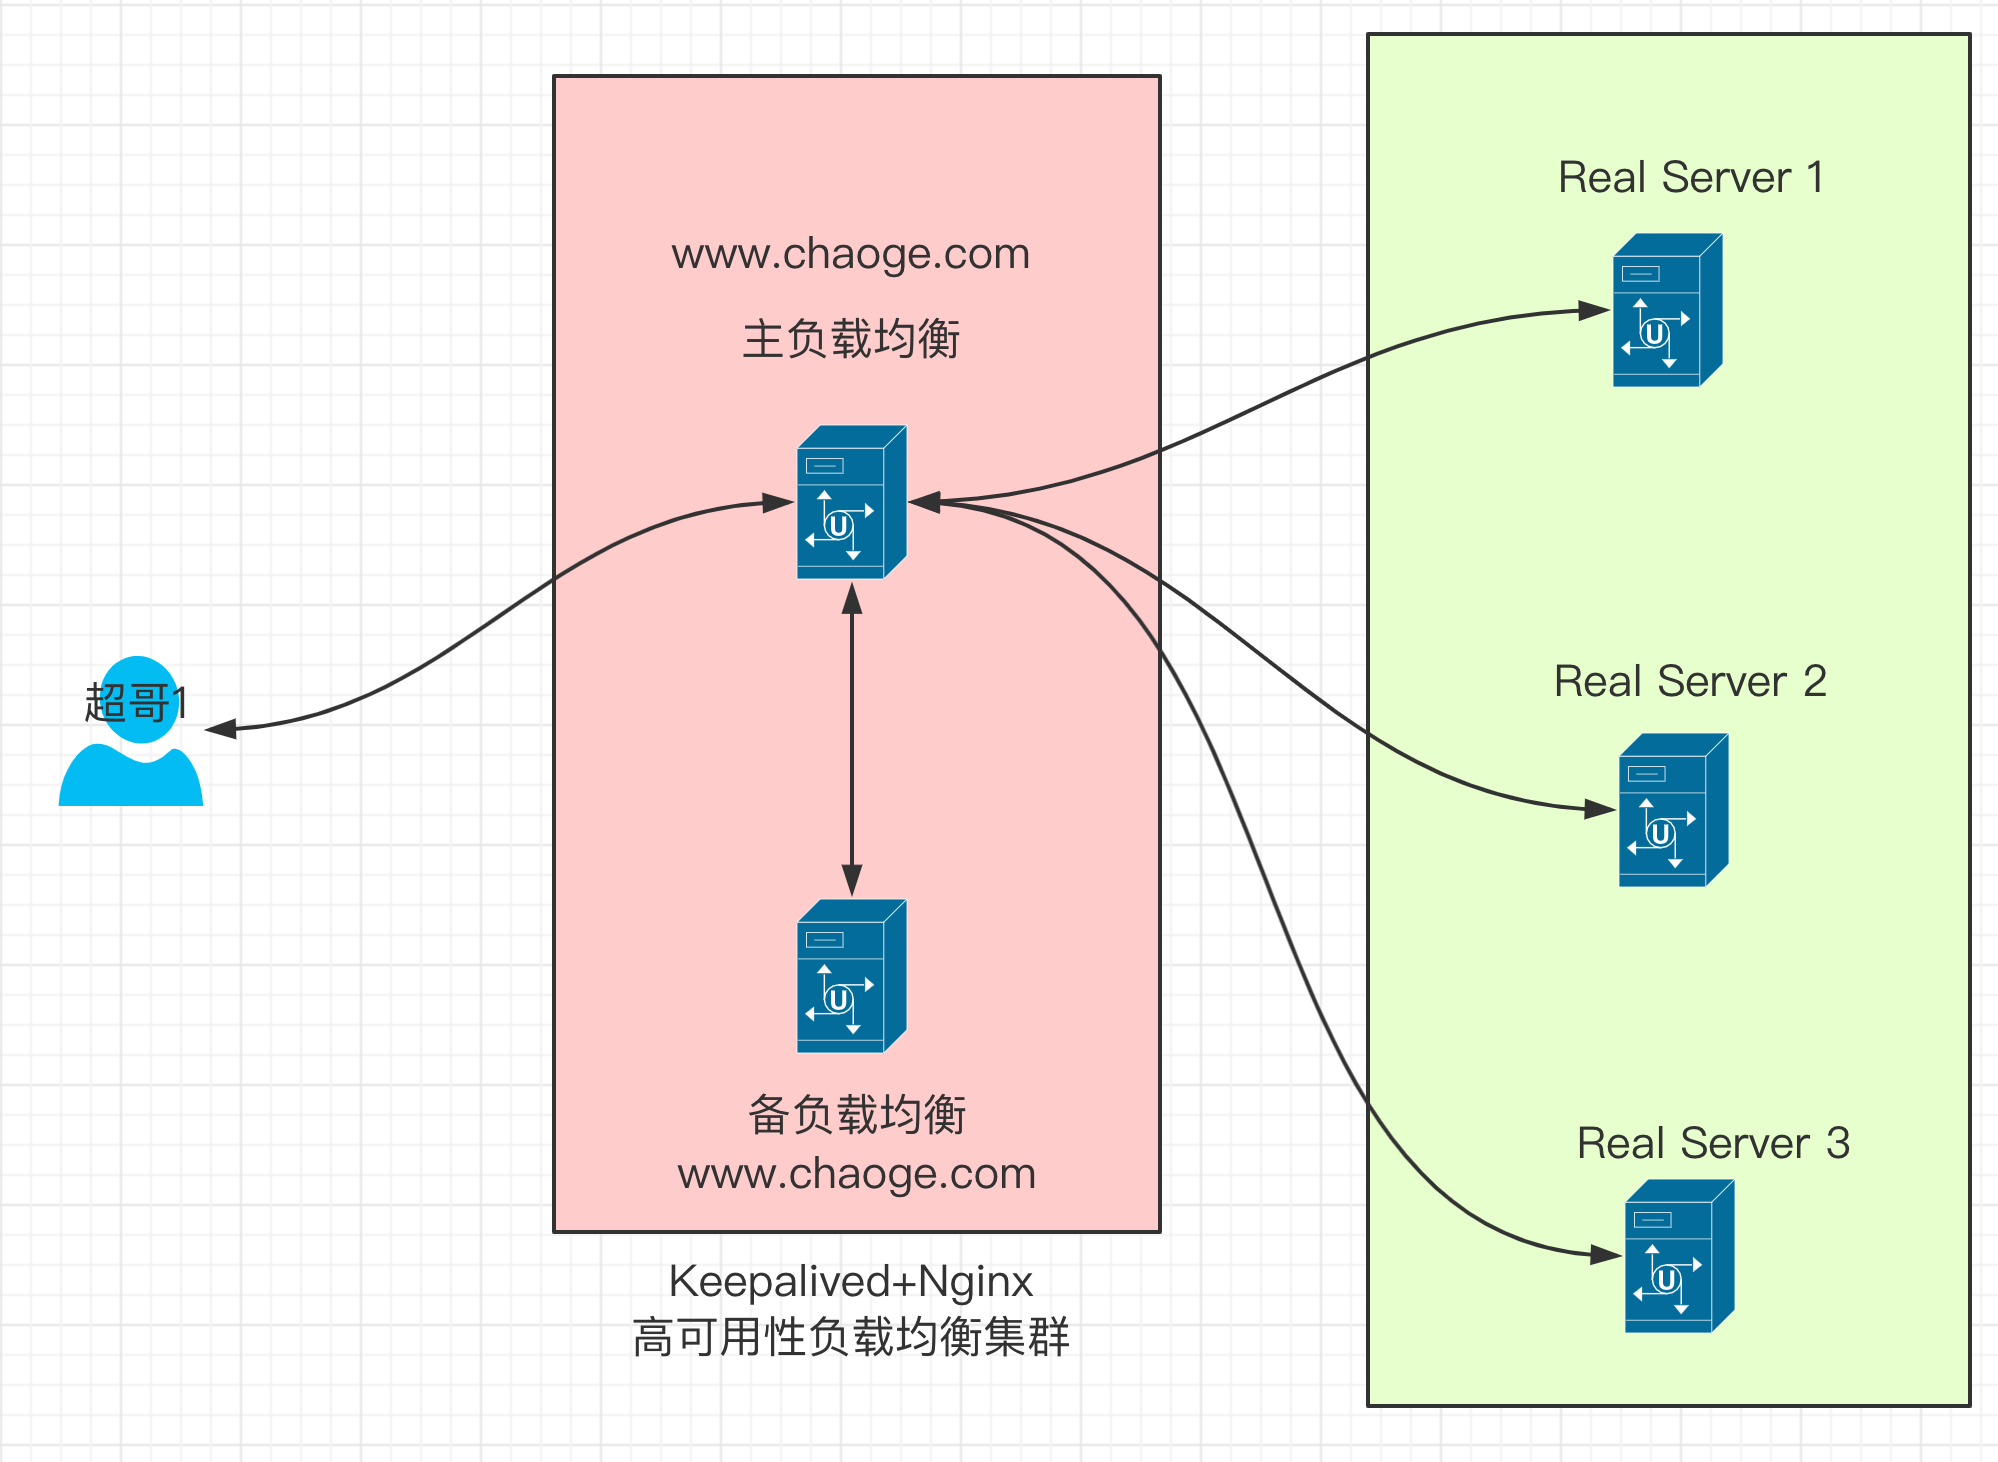 www.chaoge.com
主负载均衡
超哥1
备负载均衡
www.chaoge.com
Keepalived+Nginx
高可用性负载均衡集群
Real Server 1
U
Real Server 2
U
Real Server 3
U
U
U